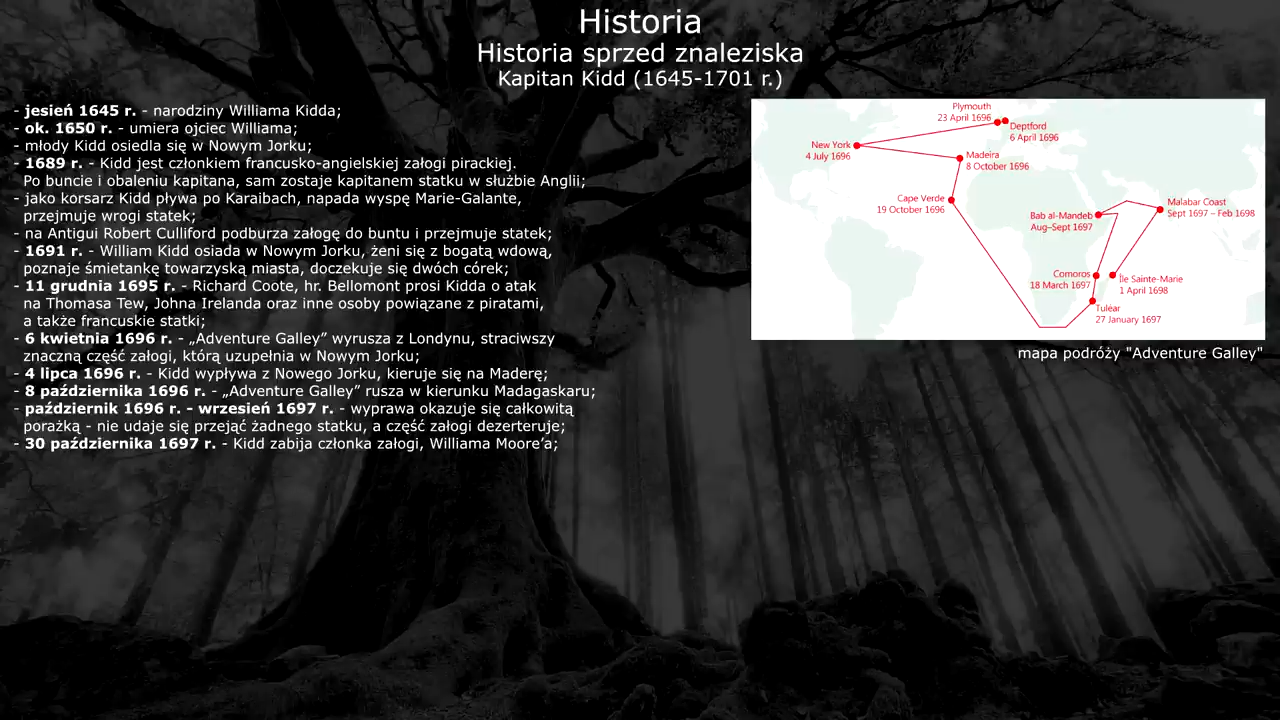 Historia
Historia sprzed znaleziska
Kapitan Kidd (1645-1701 r.)
- jesień 1645 r. - narodziny Williama Kidda;
- ok. 1650 r. - umiera ojciec Williama;
- młody Kidd osiedla się w Nowym Jorku;
- 1689 r. - Kidd jest członkiem francusko-angielskiej załogi pirackiej.
Po buncie i obaleniu kapitana, sam zostaje kapitanem statku w służbie Anglii;
- jako korsarz Kidd pływa po Karaibach, napada wyspę Marie-Galante,
przejmuje wrogi statek;
- na Antigui Robert Culliford podburza załogę do buntu i przejmuje statek;
- 1691 r. - William Kidd osiada w Nowym Jorku, żeni się z bogatą wdową,
poznaje śmietankę towarzyską miasta, doczekuje się dwóch córek;
- 11 grudnia 1695 r. - Richard Coote, hr. Bellomont prosi Kidda o atak
na Thomasa Tew, Johna Irelanda oraz inne osoby powiązane z piratami,
a także francuskie statki;
- 6 kwietnia 1696 r. - „Adventure Galley” wyrusza z Londynu, straciwszy
znaczną część załogi, którą uzupełnia w Nowym Jorku;
- 4 lipca 1696 r. - Kidd wypływa z Nowego Jorku, kieruje się na Maderę;
- 8 października 1696 r. - „Adventure Galley” rusza w kierunku Madagaskaru;
- październik 1696 r. - wrzesień 1697 r. - wyprawa okazuje się całkowitą
porażką - nie udaje się przejąć żadnego statku, a część załogi dezerteruje;
- 30 października 1697 r. - Kidd zabija członka załogi, Williama Moore’a;
Plymouth
23 April 1696
Deptford
6 April 1696
New York
4 July 1696
Madeira
8 October 1696
Cape Verde
19 October 1696
Bab al-Mandeb
Aug–Sept 1697
Malabar Coast
Sept 1697 – Feb 1698
Comoros
18 March 1697
Île Sainte-Marie
1 April 1698
Tuléar
27 January 1697
mapa podróży "Adventure Galley"